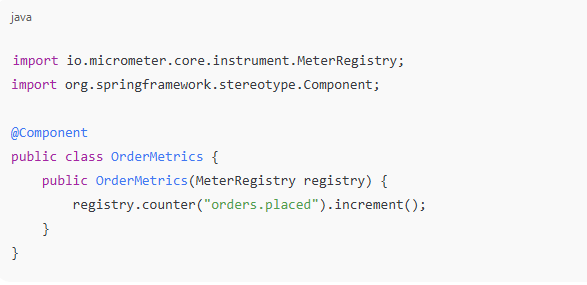 java
import io.micrometer.core.instrument.MeterRegistry;
import org.springframework.stereotype.Component;
@Component
public class OrderMetrics {
    public OrderMetrics(MeterRegistry registry) {
        registry.counter("orders.placed").increment();
    }
}